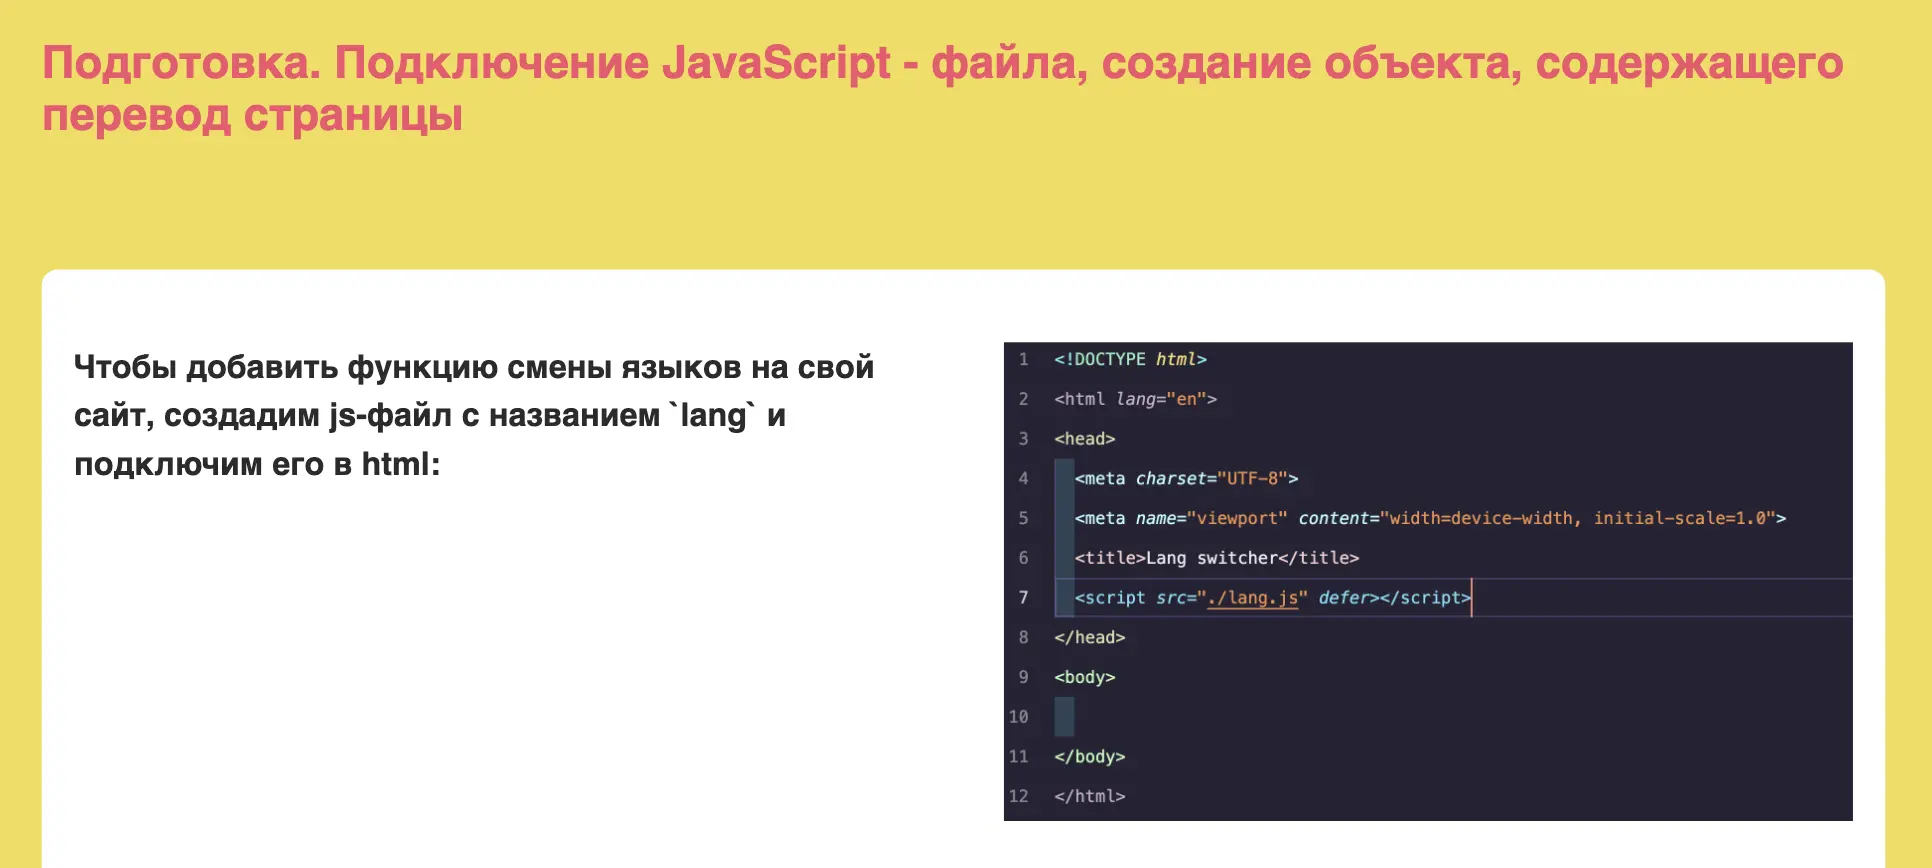 Подготовка. Подключение JavaScript - файла, создание объекта, содержащего
перевод страницы
Чтобы добавить функцию смены языков на свой
сайт, создадим js-файл с названием `lang` и
подключим его в html:
1 <!DOCTYPE html>
2 <html lang="en">
3 <head>
4 <meta charset="UTF-8">
5 <meta name="viewport" content="width=device-width, initial-scale=1.0">
6 <title>Lang switcher</title>
7 <script src="./lang.js" defer></script>
8 </head>
9 <body>
10
11 </body>
12 </html>